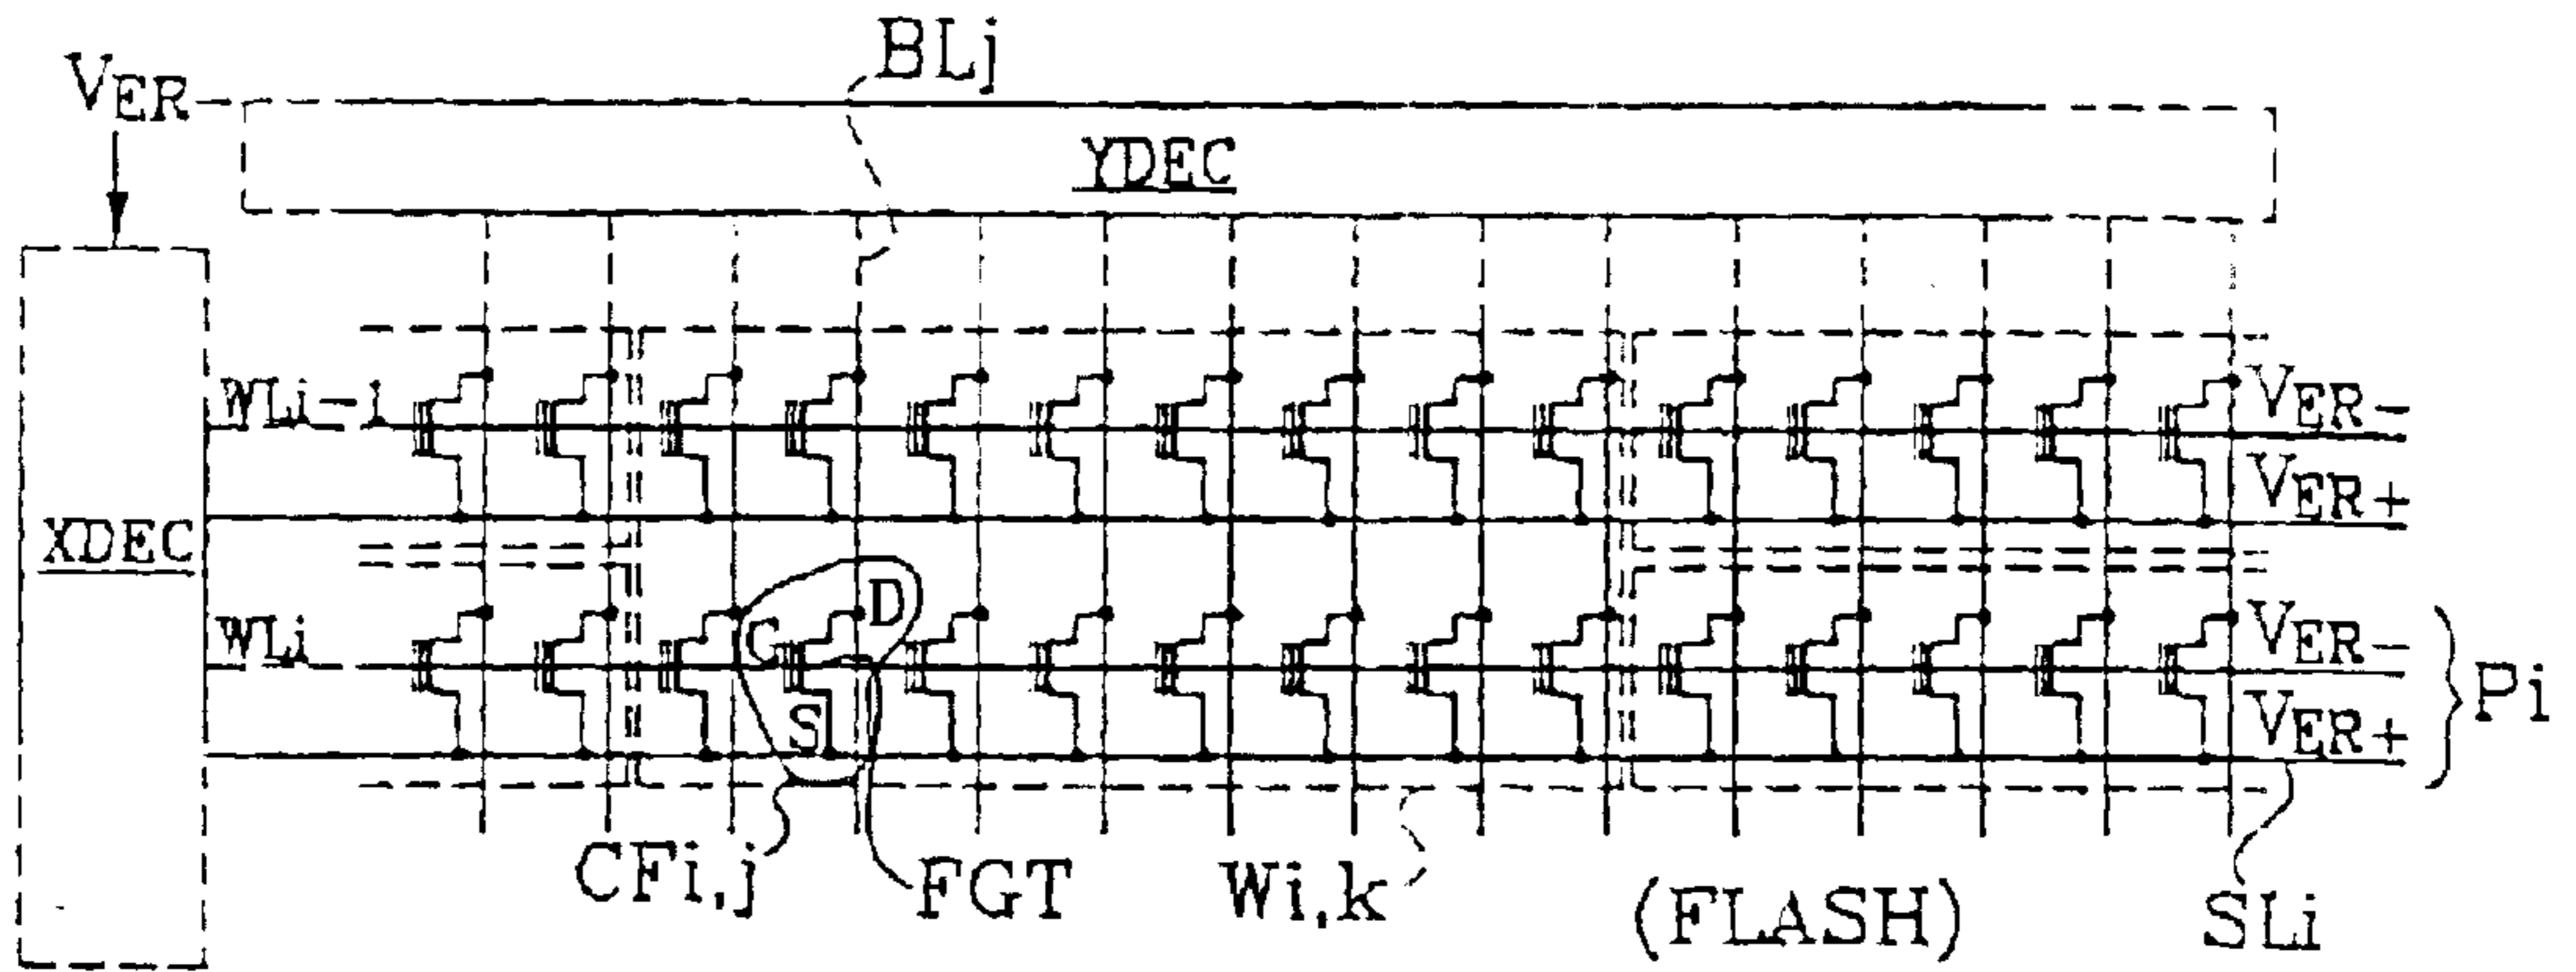 BLj
VER
YDEC
WLi-1
VER-
VER+
XDEC
WLi
C
D
S
VER-
VER+
Pi
CFi,j
FGT
Wi,k
(FLASH)
SLi